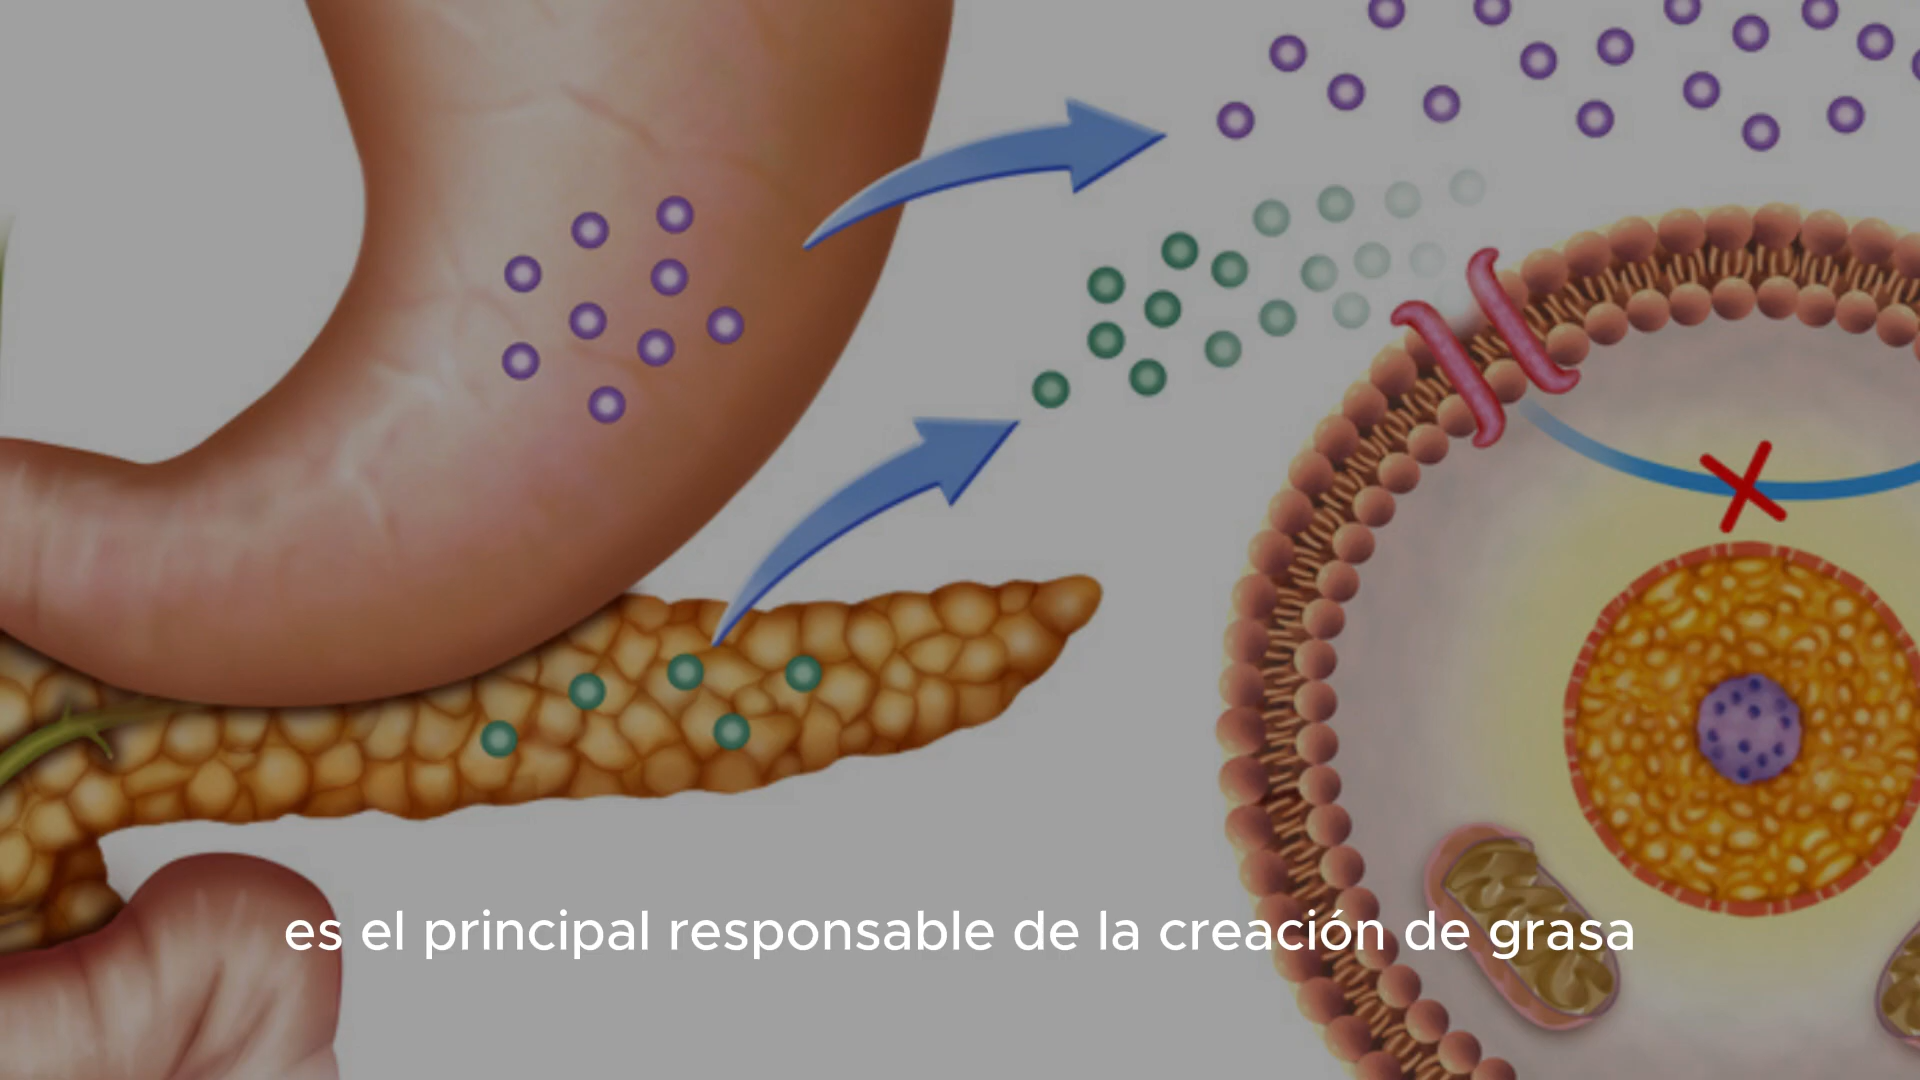 es el principal responsable de la creación de grasa